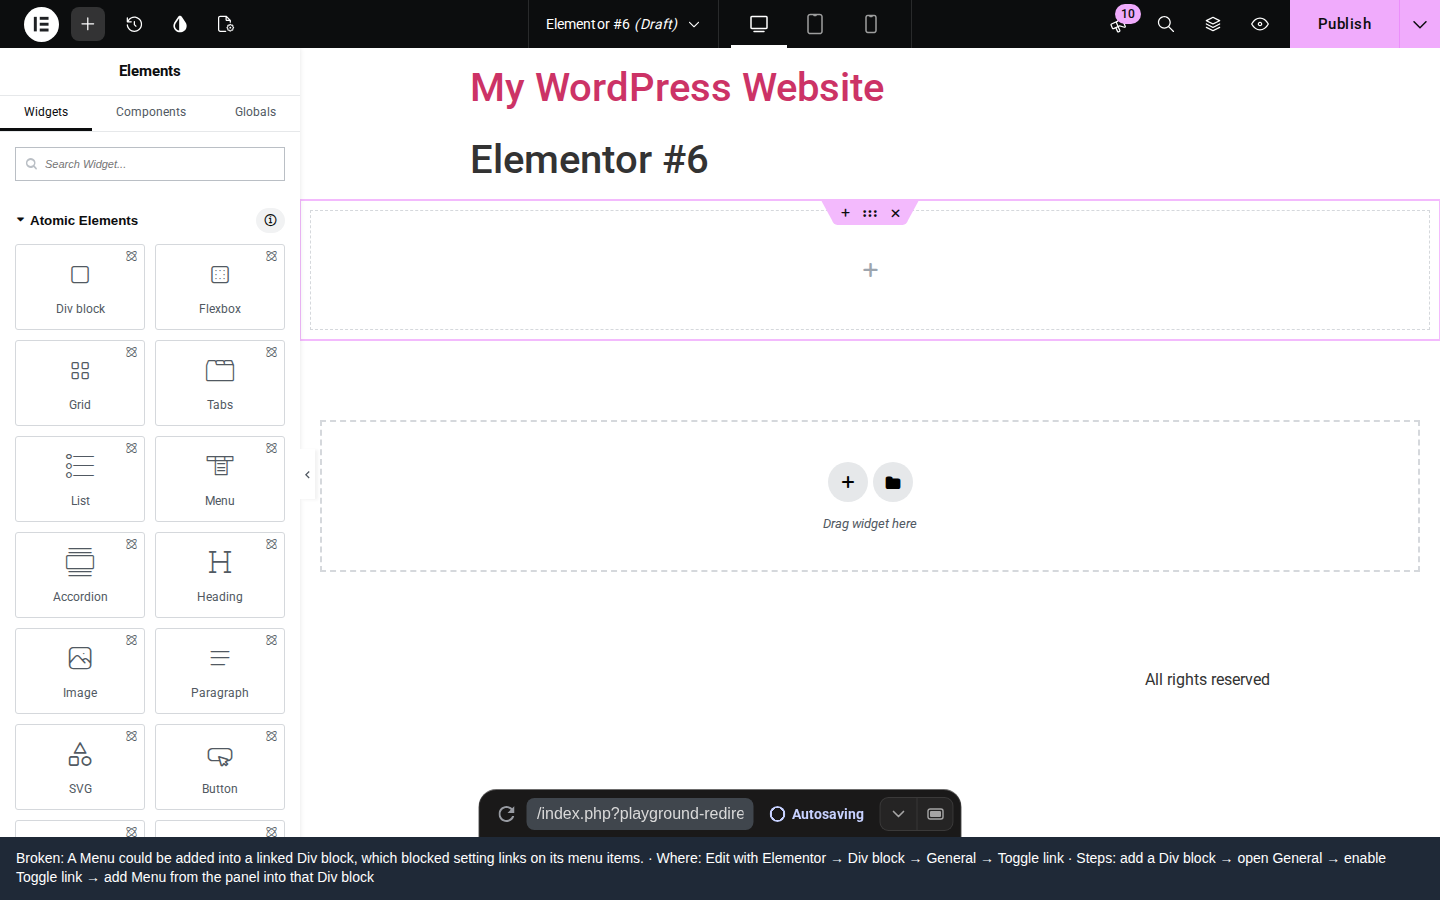 Elementor #6 (Draft)
10
Publish
Elements
Widgets
Components
Globals
Search Widget...
Atomic Elements
Div block
Flexbox
Grid
Tabs
List
Menu
Accordion
Heading
Image
Paragraph
SVG
Button
My WordPress Website
Elementor #6
Drag widget here
All rights reserved
/index.php?playground-redire
Autosaving
Broken: A Menu could be added into a linked Div block, which blocked setting links on its menu items. · Where: Edit with Elementor → Div block → General → Toggle link · Steps: add a Div block → open General → enable
Toggle link → add Menu from the panel into that Div block